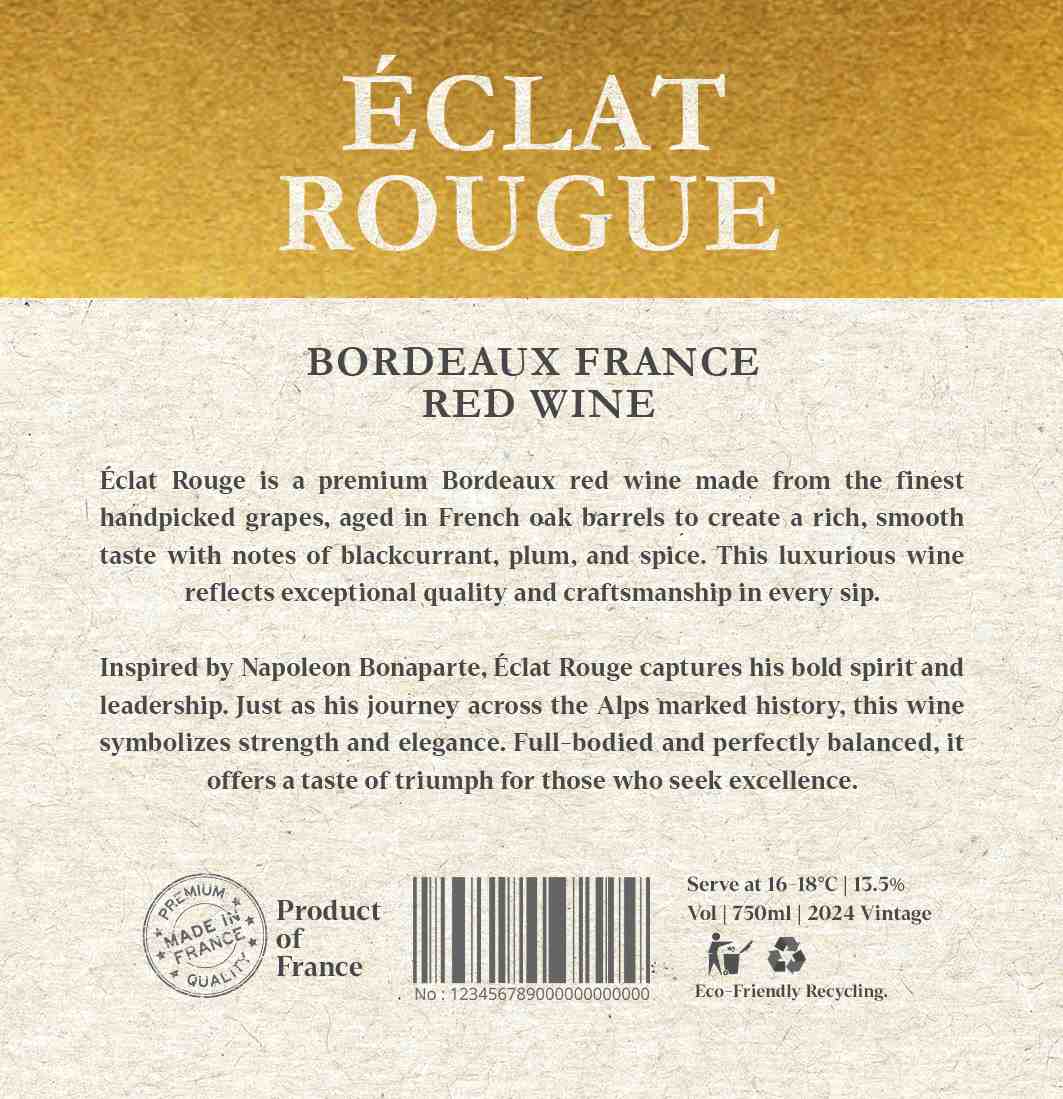 ÉCLAT
ROUGUE
BORDEAUX FRANCE
RED WINE
Éclat Rouge is a premium Bordeaux red wine made from the finest
handpicked grapes, aged in French oak barrels to create a rich, smooth
taste with notes of blackcurrant, plum, and spice. This luxurious wine
reflects exceptional quality and craftsmanship in every sip.
Inspired by Napoleon Bonaparte, Éclat Rouge captures his bold spirit and
leadership. Just as his journey across the Alps marked history, this wine
symbolizes strength and elegance. Full-bodied and perfectly balanced, it
offers a taste of triumph for those who seek excellence.
PREMIUM
MADE IN
FRANCE
QUALITY
Product
of
France
No : 123456789000000000000
Serve at 16-18°C | 13.5%
Vol | 750ml | 2024 Vintage
Eco-Friendly Recycling.